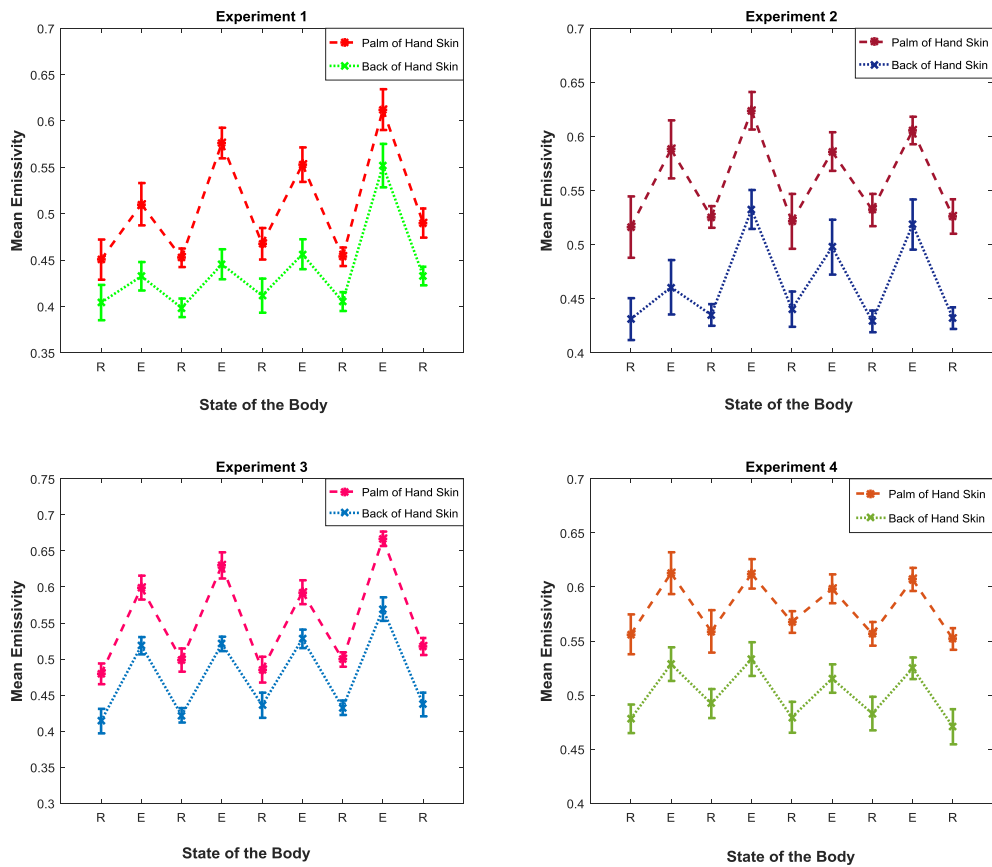 Experiment 1
0.7
0.65
0.6
0.55
0.5
0.45
0.4
0.35
Mean Emissivity
Palm of Hand Skin
Back of Hand Skin
R E R E R E R E R
State of the Body
Experiment 2
0.7
0.65
0.6
0.55
0.5
0.45
0.4
Mean Emissivity
Palm of Hand Skin
Back of Hand Skin
R E R E R E R E R
State of the Body
Experiment 3
0.75
0.7
0.65
0.6
0.55
0.5
0.45
0.4
0.35
0.3
Mean Emissivity
Palm of Hand Skin
Back of Hand Skin
R E R E R E R E R
State of the Body
Experiment 4
0.7
0.65
0.6
0.55
0.5
0.45
0.4
Mean Emissivity
Palm of Hand Skin
Back of Hand Skin
R E R E R E R E R
State of the Body